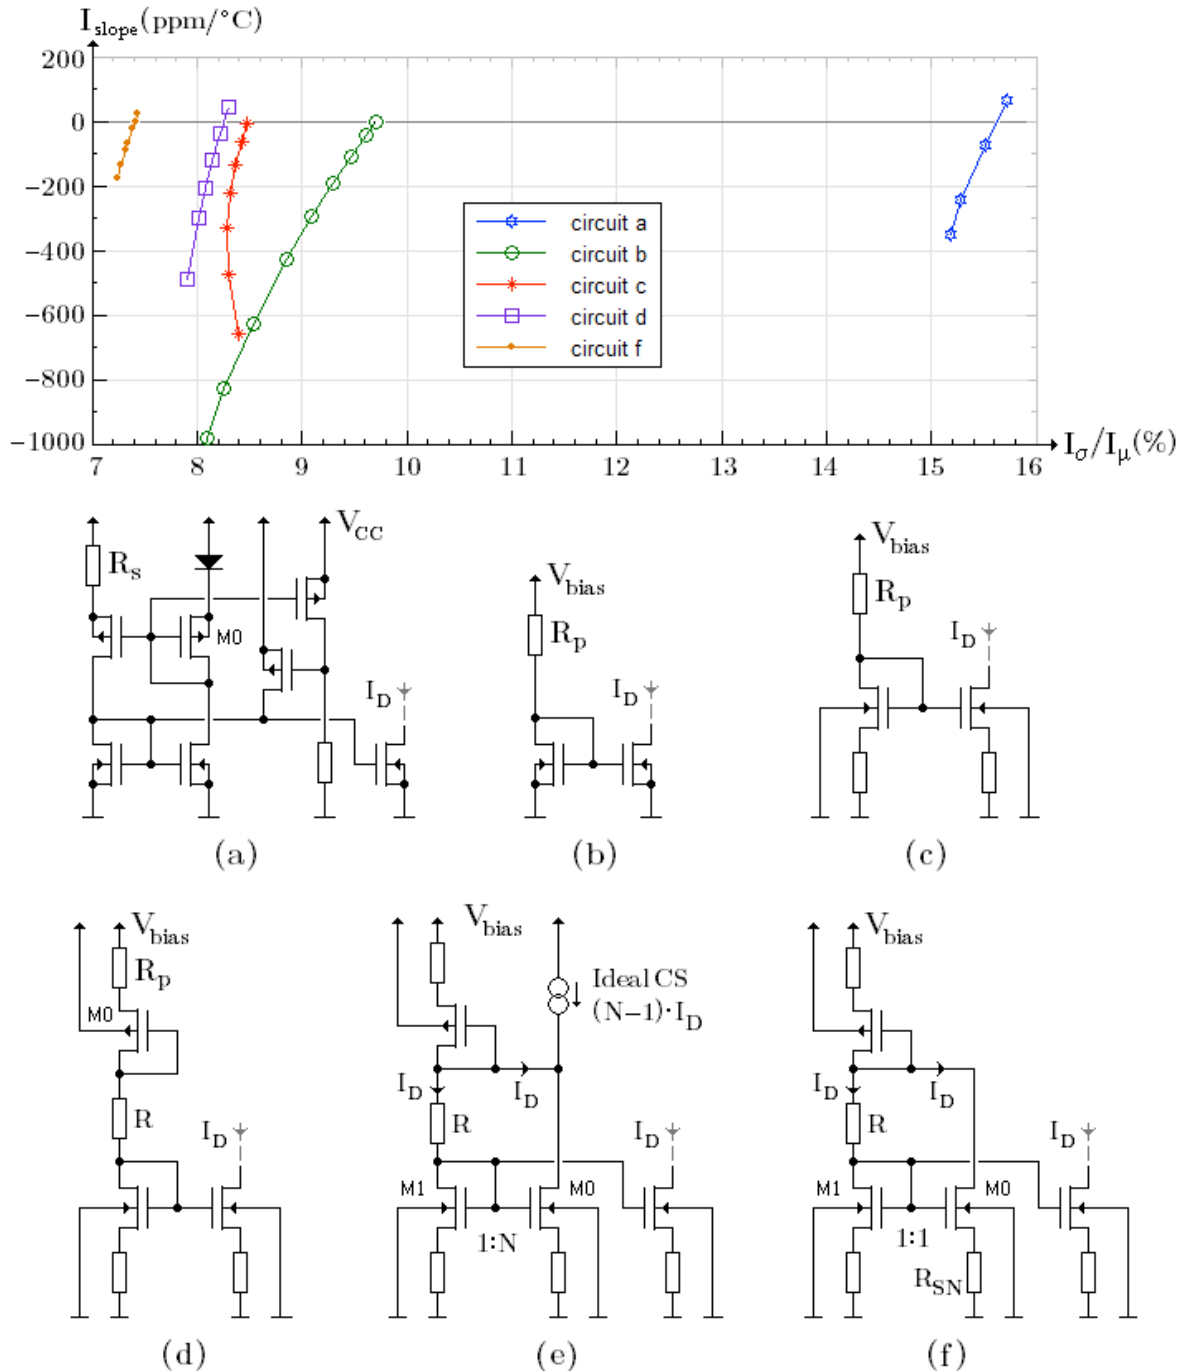 I_slope(ppm/°C)
200
0
−200
−400
−600
−800
−1000
7 8 9 10 11 12 13 14 15 16
I_σ/I_μ(%)
circuit a
circuit b
circuit c
circuit d
circuit f
R_s
V_CC
M0
I_D
(a)
V_bias
R_p
I_D
(b)
V_bias
R_p
I_D
(c)
V_bias
R_p
M0
R
I_D
(d)
V_bias
Ideal CS
(N−1)·I_D
I_D
I_D
R
I_D
M1
M0
1:N
(e)
V_bias
I_D
I_D
R
I_D
M1
M0
1:1
R_SN
(f)